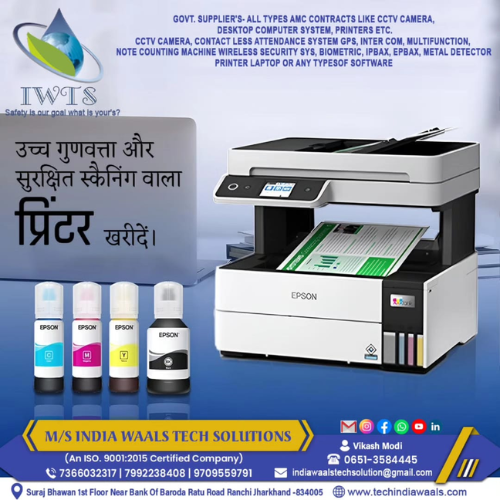 GOVT. SUPPLIER'S- ALL TYPES AMC CONTRACTS LIKE CCTV CAMERA,
DESKTOP COMPUTER SYSTEM, PRINTERS ETC.
CCTV CAMERA, CONTACT LESS ATTENDANCE SYSTEM GPS, INTER COM, MULTIFUNCTION,
NOTE COUNTING MACHINE WIRELESS SECURITY SYS, BIOMETRIC, IPBAX, EPBAX, METAL DETECTOR
PRINTER LAPTOP OR ANY TYPESOF SOFTWARE
IWTS
Safety is our goal what is your's?
उच्च गुणवत्ता और
सुरक्षित स्कैनिंग वाला
प्रिंटर खरीदें।
EPSON
EPSON
EPSON
EPSON
EPSON
C
M
Y
BK
M/S INDIA WAALS TECH SOLUTIONS
(An ISO. 9001:2015 Certified Company)
7366032317 | 7992238408 | 9709559791
Suraj Bhawan 1st Floor Near Bank Of Baroda Ratu Road Ranchi Jharkhand -834005
Vikash Modi
0651-3584445
indiawaalstechsolution@gmail.com
www.techindiawaals.com